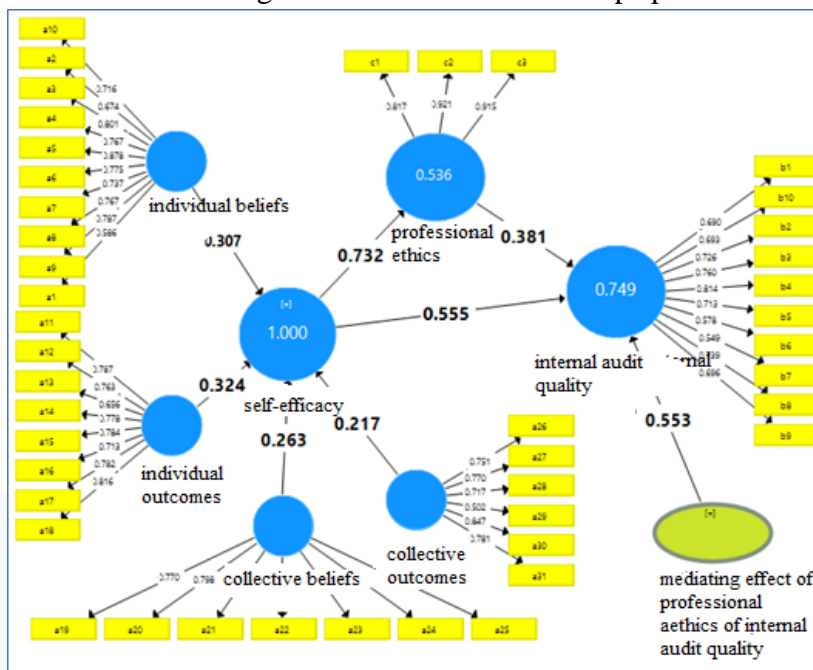 a10
a2
a3
a4
a5
a6
a7
a8
a9
a1
0.716
0.674
0.801
0.767
0.878
0.775
0.737
0.767
0.787
0.586
individual beliefs
0.307
c1
c2
c3
0.817
0.921
0.915
0.536
professional
ethics
0.732
0.381
b1
b10
b2
b3
b4
b5
b6
b7
b8
b9
0.690
0.693
0.726
0.760
0.814
0.713
0.578
0.549
0.696
0.749
internal audit
quality
0.555
[+]
1.000
self-efficacy
a11
a12
a13
a14
a15
a16
a17
a18
0.787
0.763
0.656
0.778
0.784
0.713
0.782
0.816
individual
outcomes
0.324
0.263
0.217
a26
a27
a28
a29
a30
a31
0.751
0.770
0.717
0.502
0.847
0.781
collective
outcomes
collective beliefs
0.770
0.798
a19
a20
a21
a22
a23
a24
a25
0.553
[+]
mediating effect of
professional
aethics of internal
audit quality